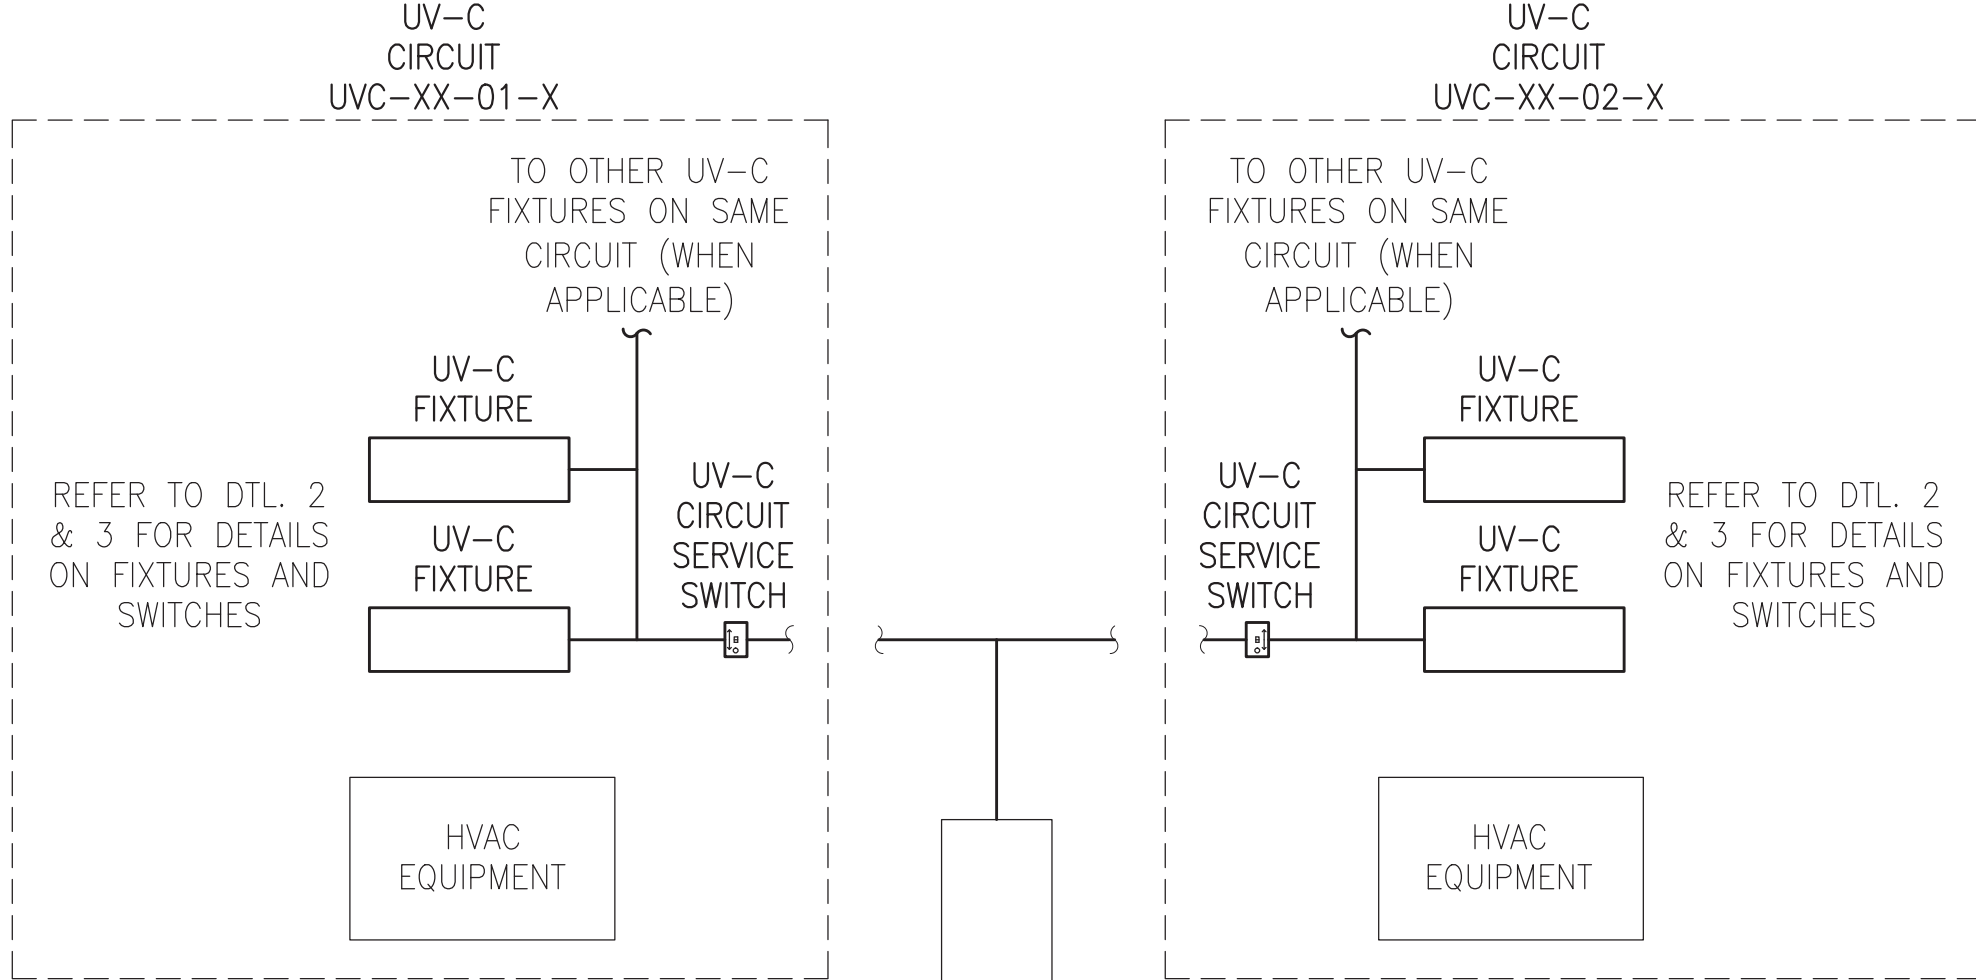 UV-C
CIRCUIT
UVC-XX-01-X
TO OTHER UV-C
FIXTURES ON SAME
CIRCUIT (WHEN
APPLICABLE)
UV-C
FIXTURE
REFER TO DTL. 2
& 3 FOR DETAILS
ON FIXTURES AND
SWITCHES
UV-C
FIXTURE
UV-C
CIRCUIT
SERVICE
SWITCH
HVAC
EQUIPMENT
UV-C
CIRCUIT
UVC-XX-02-X
TO OTHER UV-C
FIXTURES ON SAME
CIRCUIT (WHEN
APPLICABLE)
UV-C
CIRCUIT
SERVICE
SWITCH
UV-C
FIXTURE
UV-C
FIXTURE
REFER TO DTL. 2
& 3 FOR DETAILS
ON FIXTURES AND
SWITCHES
HVAC
EQUIPMENT